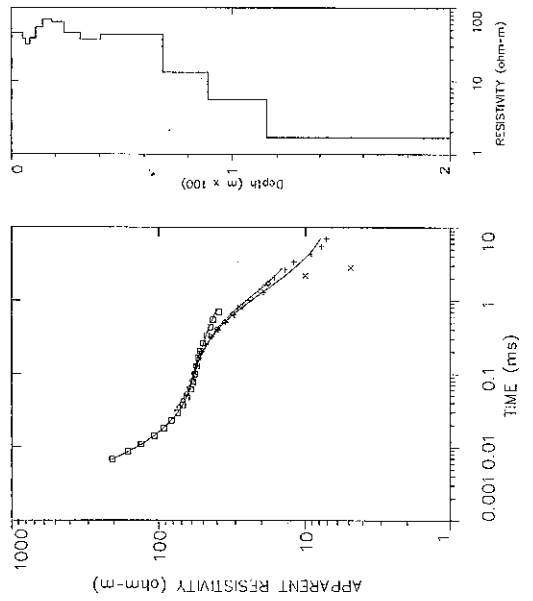 0
1
2
Depth (m x 100)
1
10
100
RESISTIVITY (ohm-m)
1000
100
10
1
APPARENT RESISTIVITY (ohm-m)
0.001 0.01 0.1 1 10
TIME (ms)